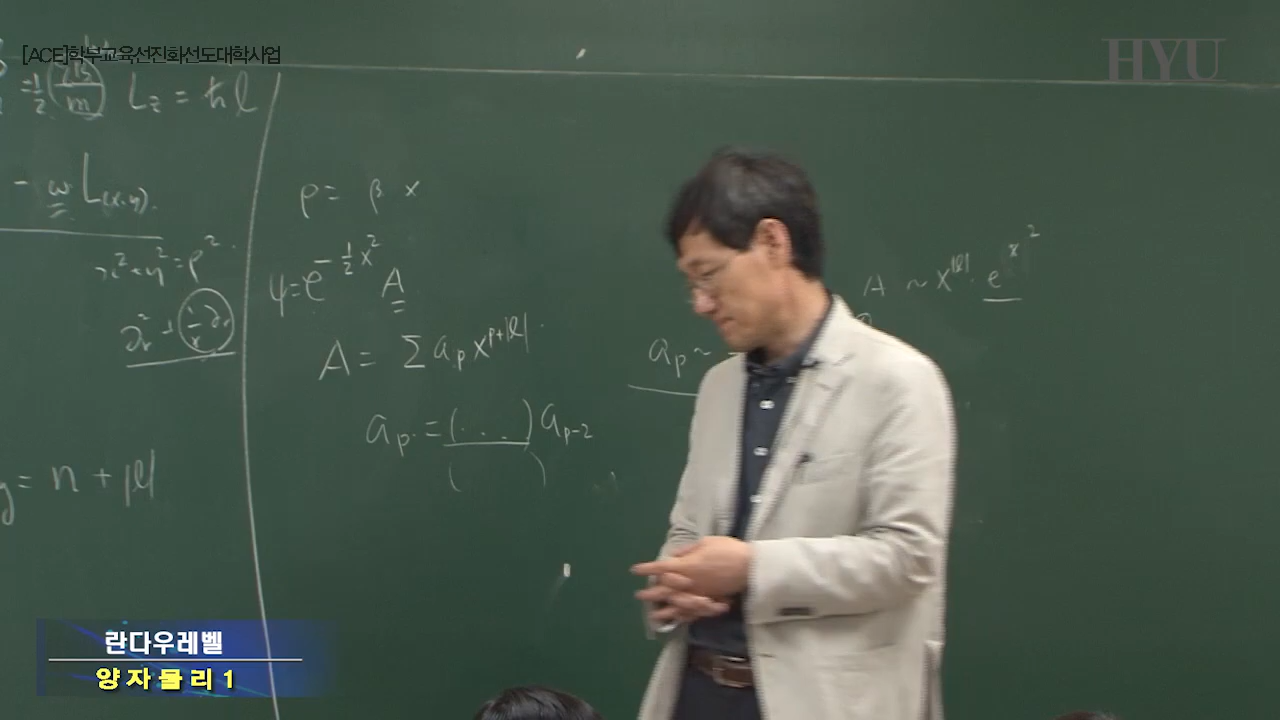 [ACE]학부교육선진화선도대학사업
HYU
L_z = ħl
- ω L(x,y).
x² + y² = ρ²
y = n + |l|
ρ = β x
ψ = e^{-½x²} A
A = Σ a_p x^{p+|l|}
a_p = (. . .) a_{p-2}
( )
a_p ~
A ~ x^{|l|} · e^{x²}
란다우레벨
양자물리 1